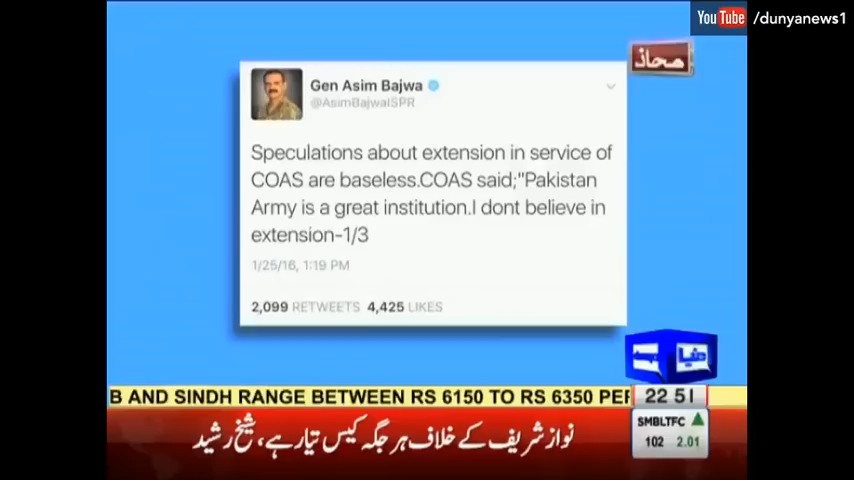 YouTube /dunyanews1
محاذ
Gen Asim Bajwa
@AsimBajwaISPR
Speculations about extension in service of
COAS are baseless.COAS said;"Pakistan
Army is a great institution.I dont believe in
extension-1/3
1/25/16, 1:19 PM
2,099 RETWEETS 4,425 LIKES
دنیا
B AND SINDH RANGE BETWEEN RS 6150 TO RS 6350 PER
22 51
نواز شریف کے خلاف ہر جگہ کیس تیار ہے، شیخ رشید
SMBLTFC
102 2.01